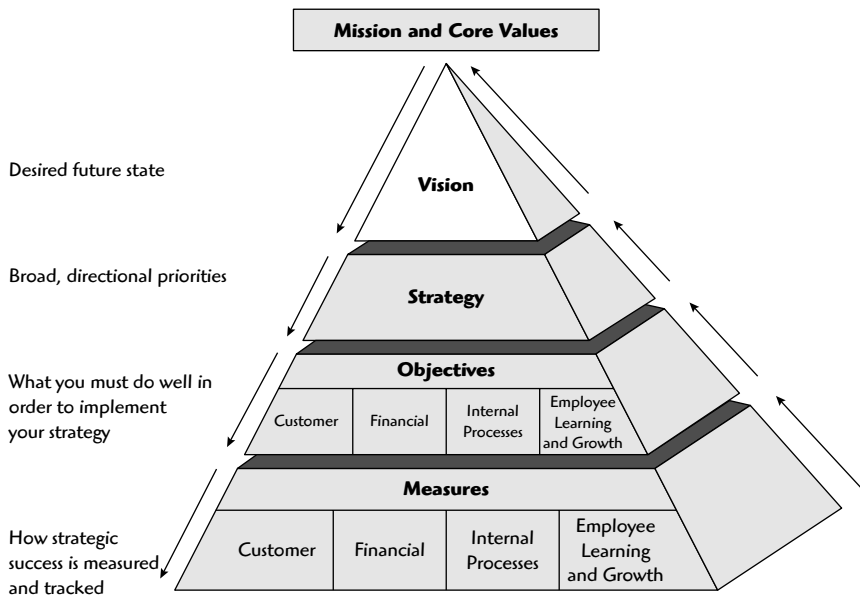 Mission and Core Values
Desired future state
Vision
Broad, directional priorities
Strategy
What you must do well in
order to implement
your strategy
Objectives
Customer
Financial
Internal
Processes
Employee
Learning
and Growth
How strategic
success is measured
and tracked
Measures
Customer
Financial
Internal
Processes
Employee
Learning
and Growth